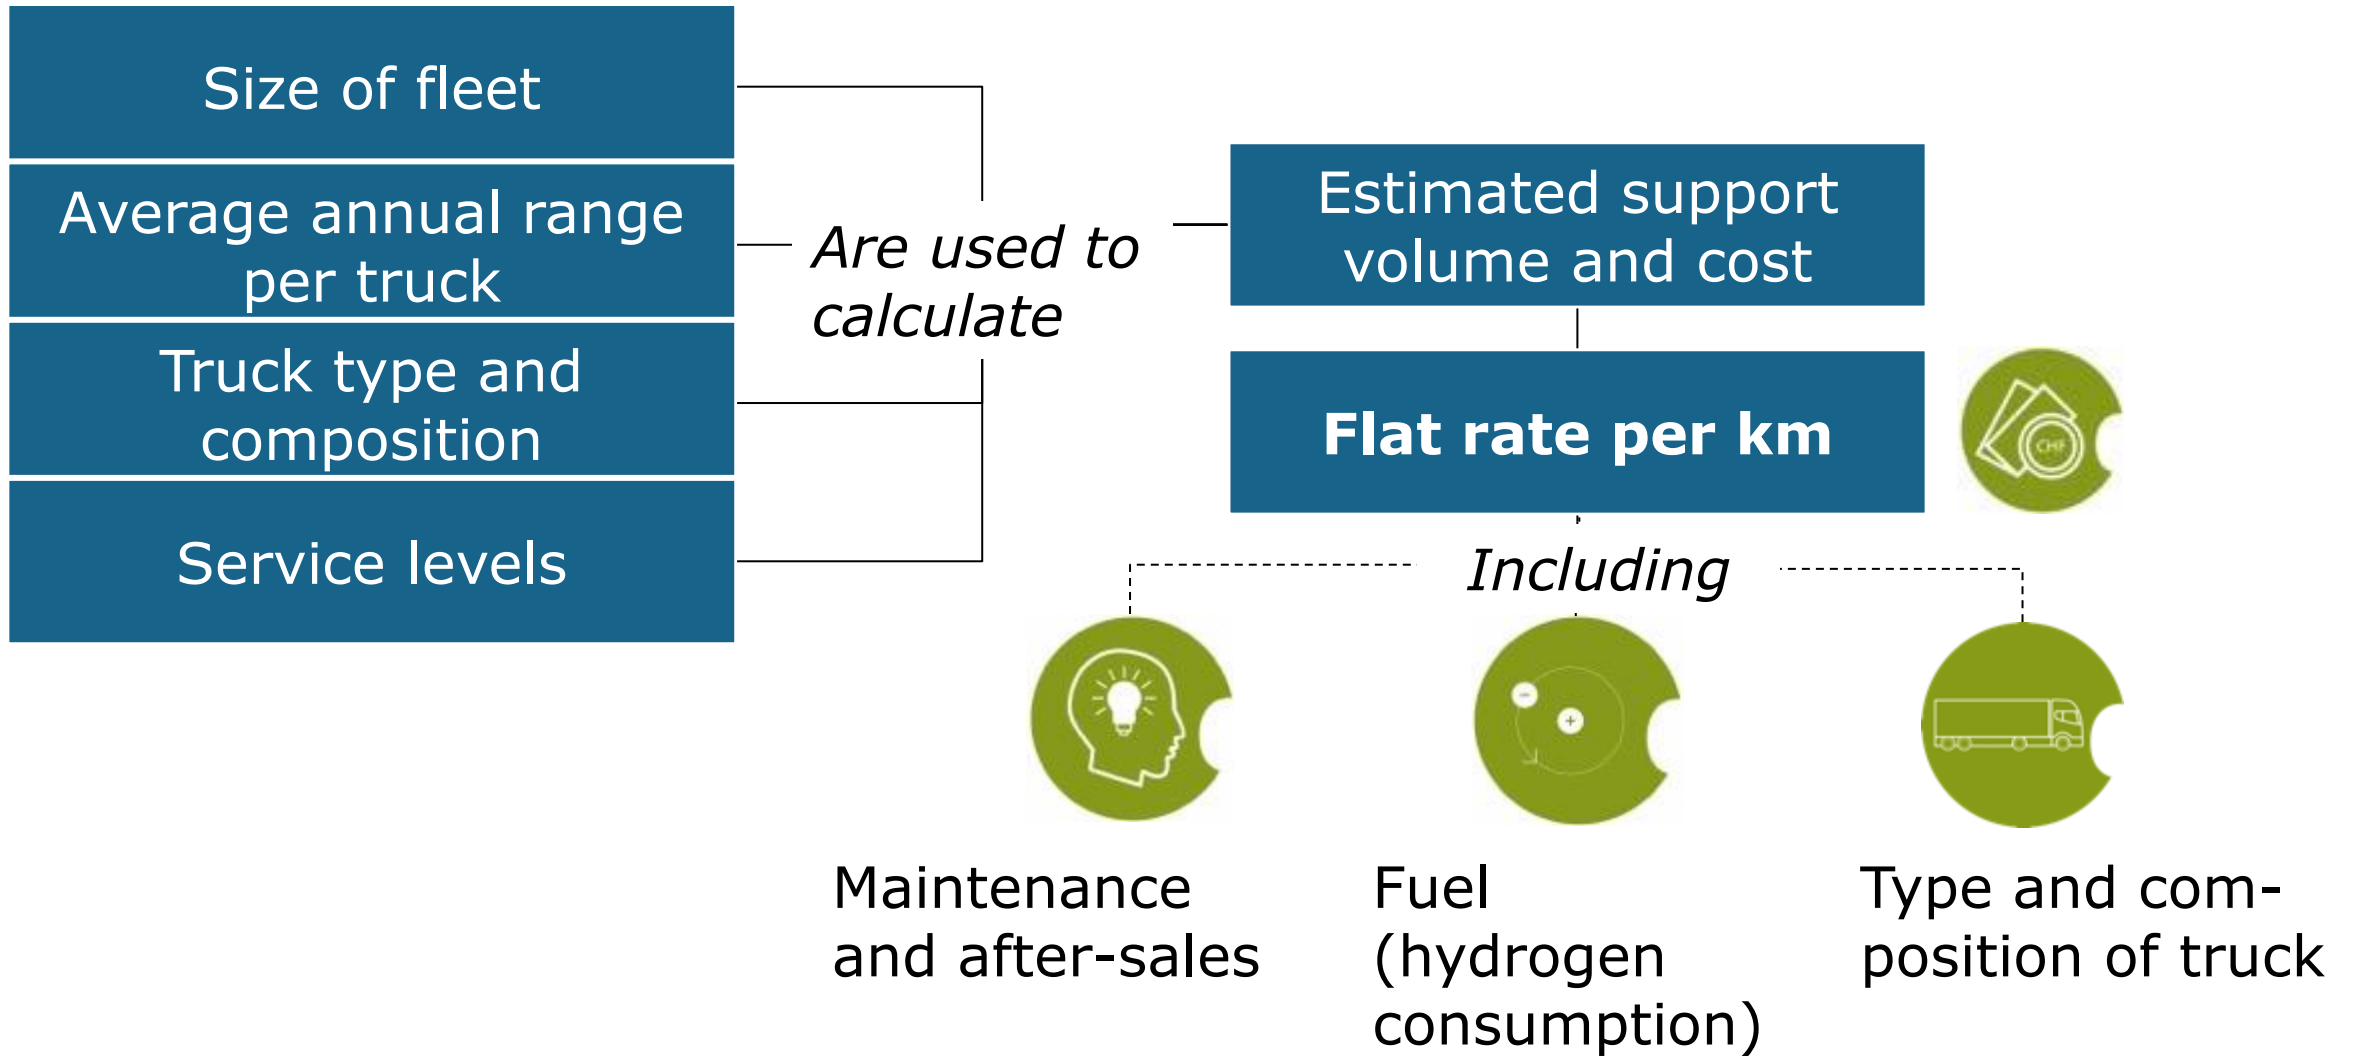 Size of fleet
Average annual range
per truck
Truck type and
composition
Service levels
Are used to
calculate
Estimated support
volume and cost
Flat rate per km
CHF
Including
Maintenance
and after-sales
Fuel
(hydrogen
consumption)
Type and com-
position of truck